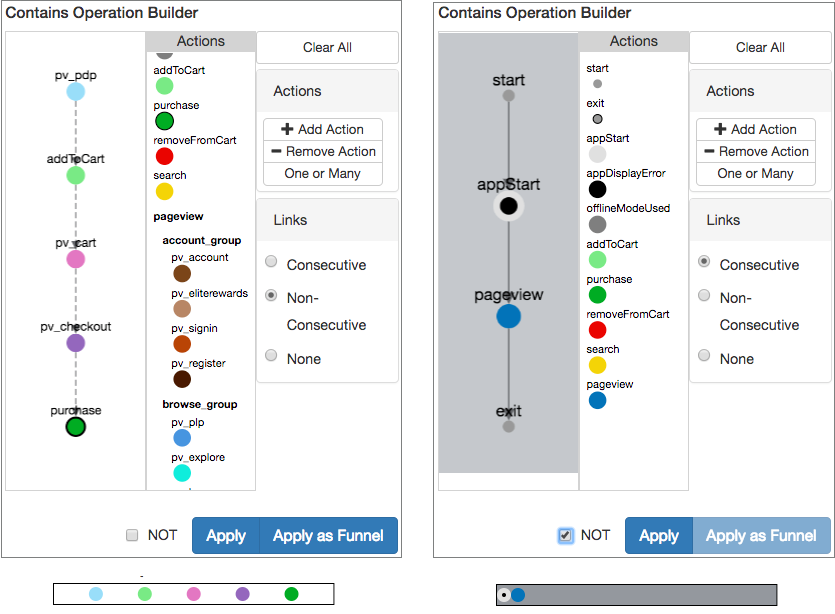 Contains Operation Builder
pv_pdp
addToCart
pv_cart
pv_checkout
purchase
Actions
addToCart
purchase
removeFromCart
search
pageview
account_group
pv_account
pv_eliterewards
pv_signin
pv_register
browse_group
pv_plp
pv_explore
Clear All
Actions
+ Add Action
− Remove Action
One or Many
Links
Consecutive
Non-
Consecutive
None
NOT
Apply
Apply as Funnel
Contains Operation Builder
start
appStart
pageview
exit
Actions
start
exit
appStart
appDisplayError
offlineModeUsed
addToCart
purchase
removeFromCart
search
pageview
Clear All
Actions
+ Add Action
− Remove Action
One or Many
Links
Consecutive
Non-
Consecutive
None
NOT
Apply
Apply as Funnel